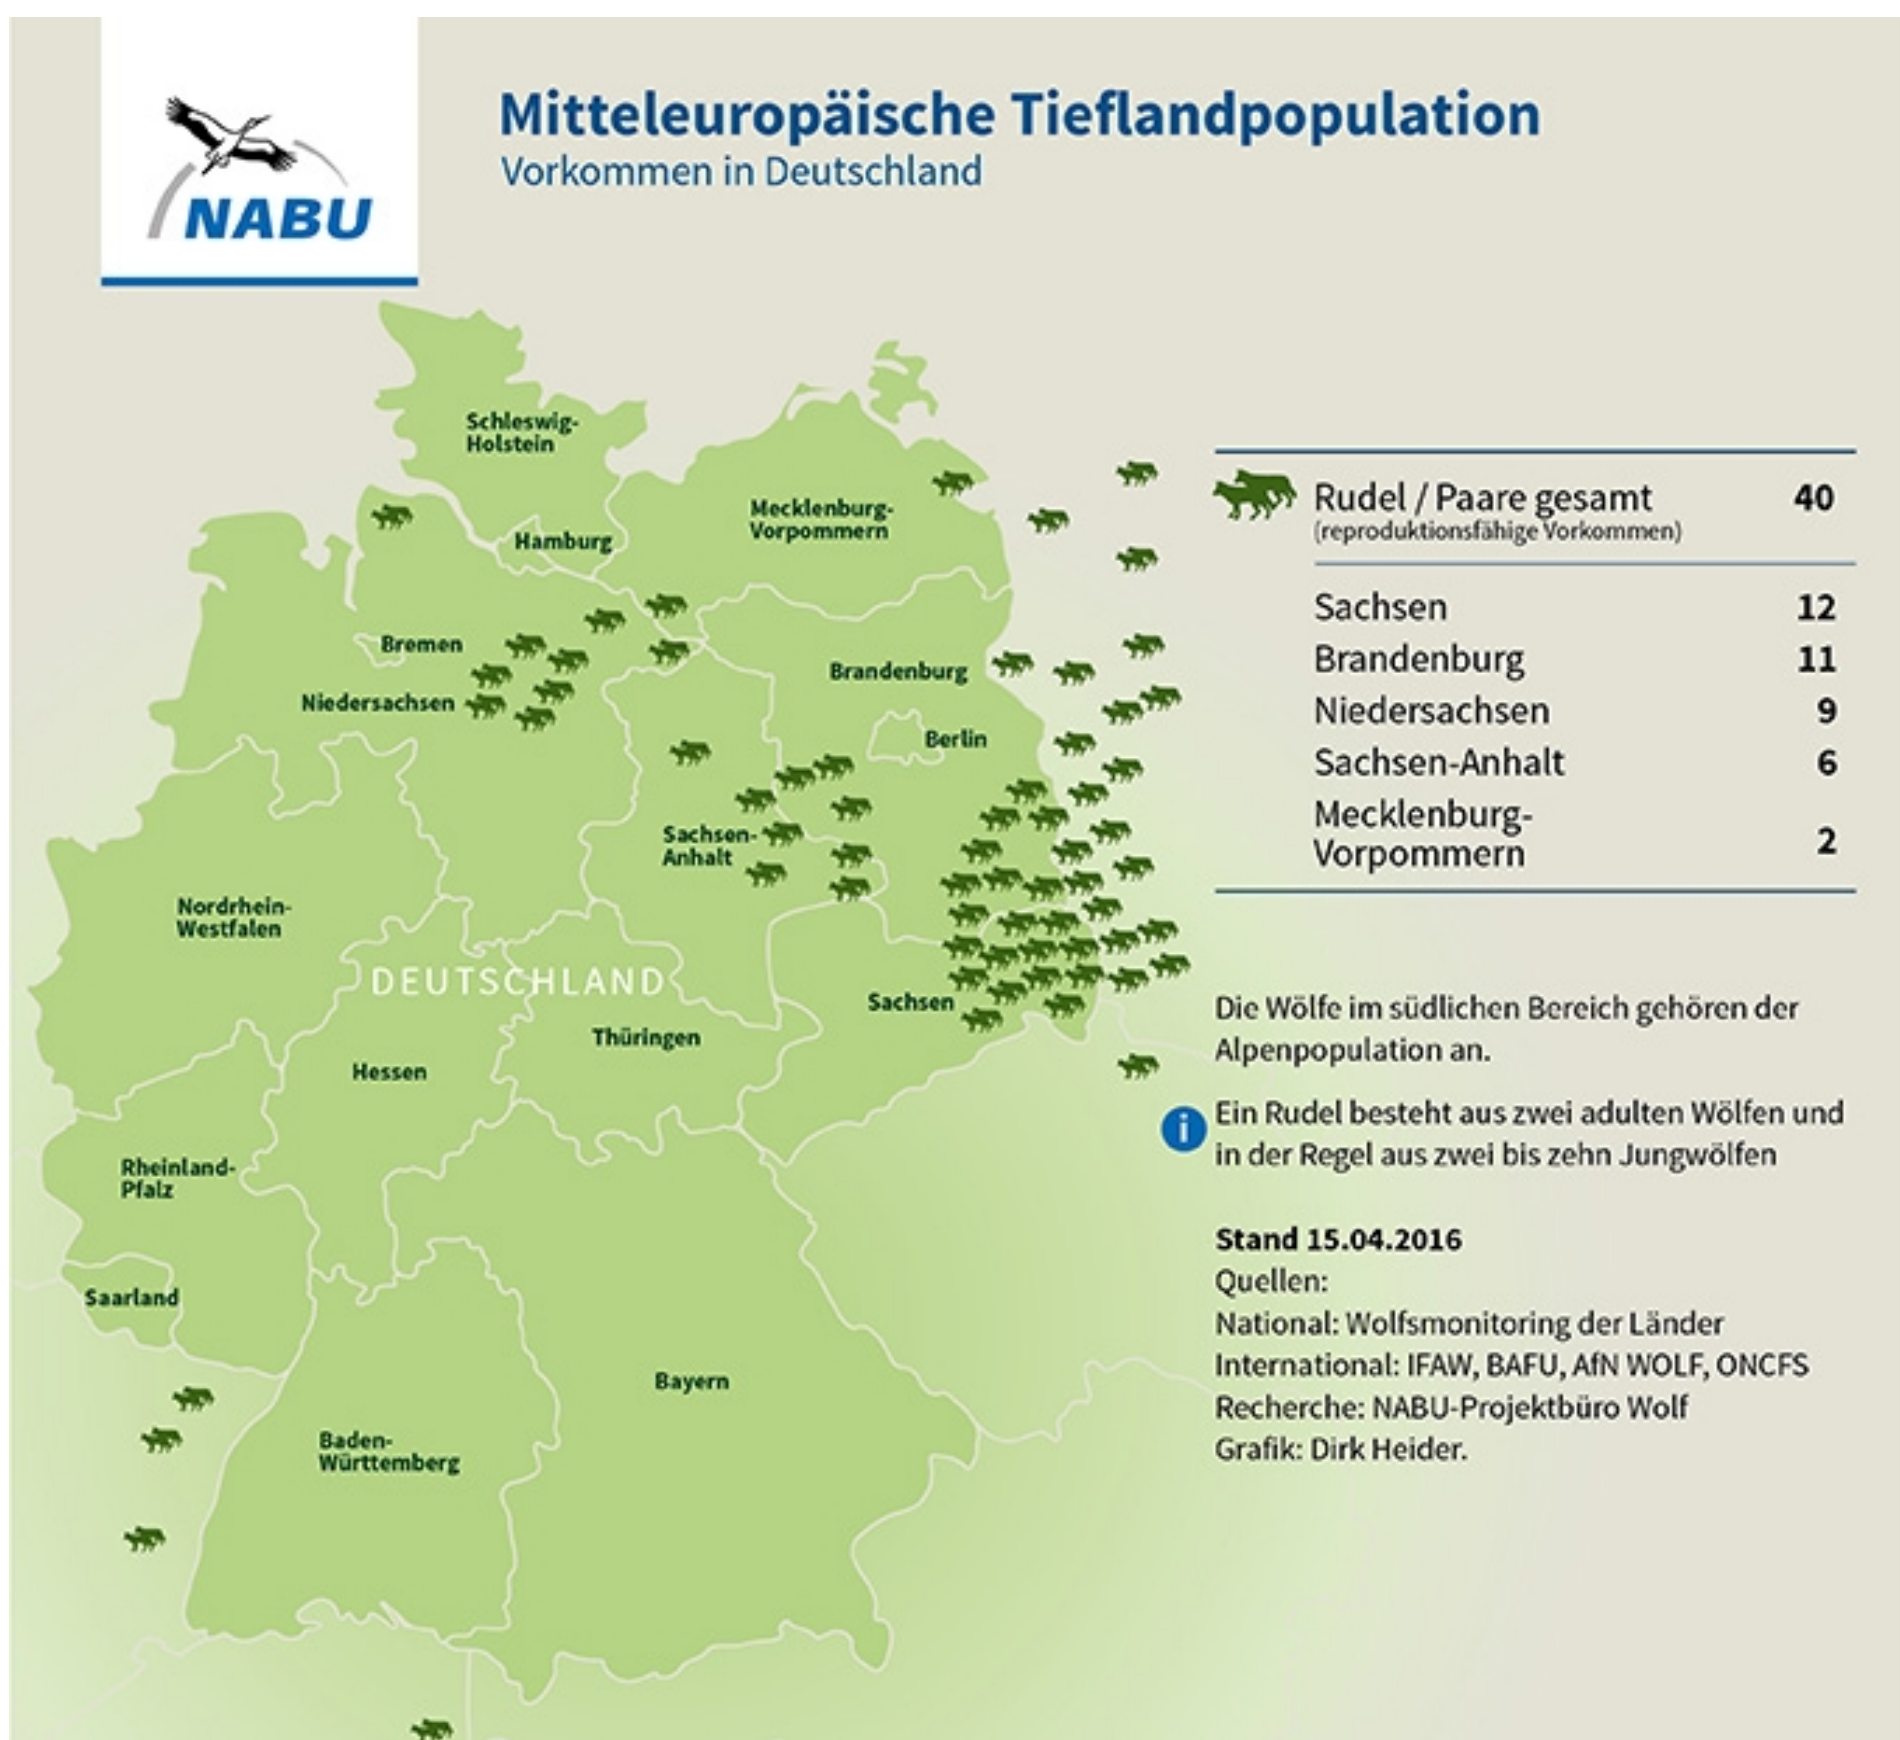 NABU
Mitteleuropäische Tieflandpopulation
Vorkommen in Deutschland
Schleswig-
Holstein
Mecklenburg-
Vorpommern
Hamburg
Bremen
Niedersachsen
Brandenburg
Berlin
Sachsen-
Anhalt
Nordrhein-
Westfalen
DEUTSCHLAND
Sachsen
Thüringen
Hessen
Rheinland-
Pfalz
Saarland
Bayern
Baden-
Württemberg
Rudel / Paare gesamt 40
(reproduktionsfähige Vorkommen)
Sachsen 12
Brandenburg 11
Niedersachsen 9
Sachsen-Anhalt 6
Mecklenburg-
Vorpommern 2
Die Wölfe im südlichen Bereich gehören der
Alpenpopulation an.
i Ein Rudel besteht aus zwei adulten Wölfen und
in der Regel aus zwei bis zehn Jungwölfen
Stand 15.04.2016
Quellen:
National: Wolfsmonitoring der Länder
International: IFAW, BAFU, AfN WOLF, ONCFS
Recherche: NABU-Projektbüro Wolf
Grafik: Dirk Heider.